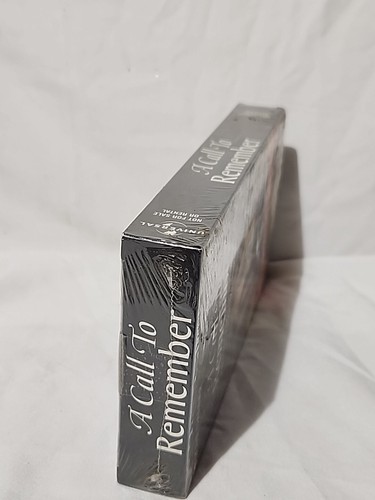 A Call To
Remember
NOT FOR SALE
OR RENTAL
UNIVERSAL
A Call To
Remember